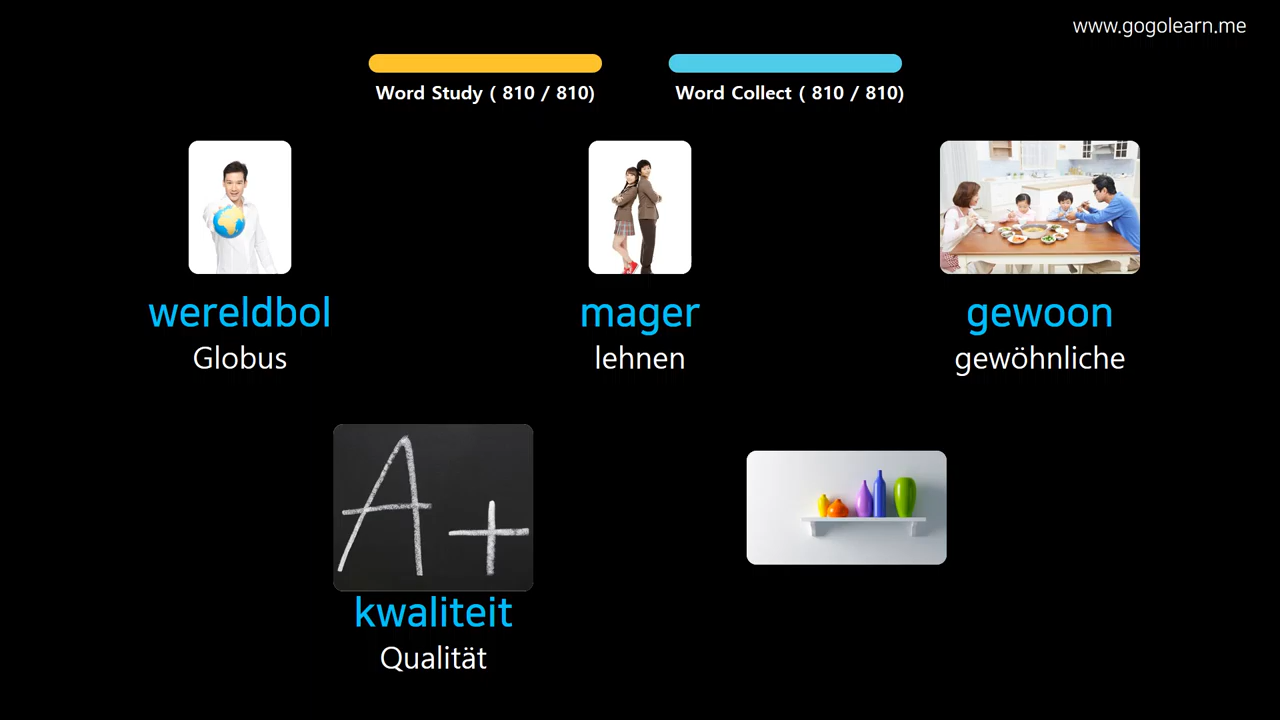 www.gogolearn.me
Word Study ( 810 / 810)
Word Collect ( 810 / 810)
wereldbol
Globus
mager
lehnen
gewoon
gewöhnliche
A+
kwaliteit
Qualität